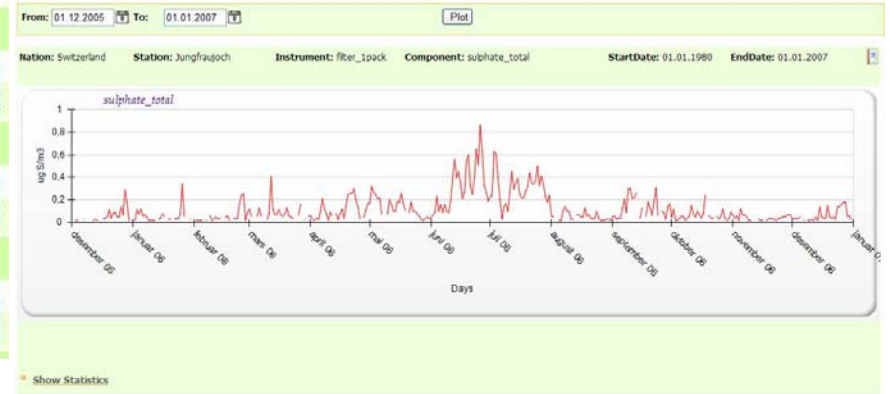 From: 01.12.2005 To: 01.01.2007 Plot
Nation: Switzerland Station: Jungfraujoch Instrument: filter_1pack Component: sulphate_total StartDate: 01.01.1980 EndDate: 01.01.2007
sulphate_total
ug S/m3
1
0,8
0,6
0,4
0,2
0
desember 06
januar 06
februar 06
mars 06
april 06
mai 06
juni 06
juli 06
august 06
september 06
oktober 06
november 06
desember 06
januar 0
Days
Show Statistics